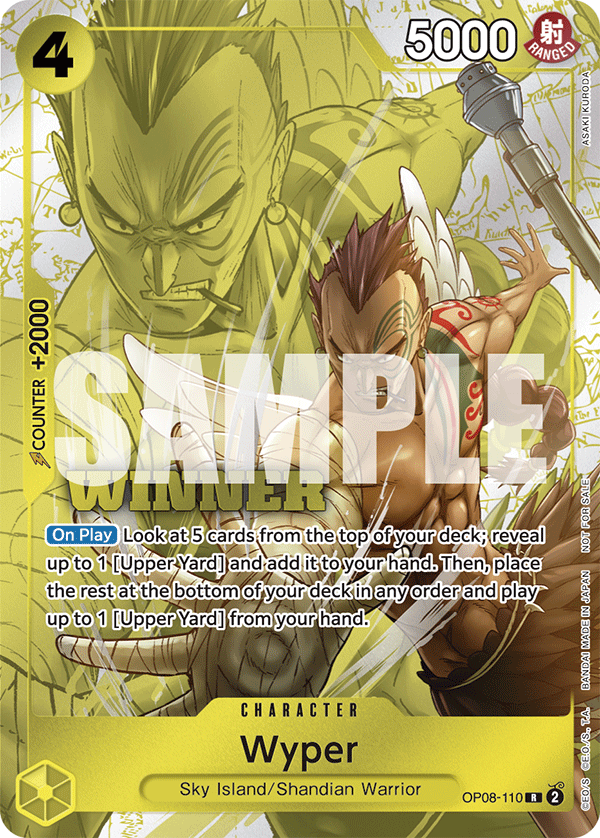 4
5000
射
RANGED
ASAKI KURODA
COUNTER +2000
SAMPLE
WINNER
On Play Look at 5 cards from the top of your deck; reveal
up to 1 [Upper Yard] and add it to your hand. Then, place
the rest at the bottom of your deck in any order and play
up to 1 [Upper Yard] from your hand.
CHARACTER
Wyper
Sky Island/Shandian Warrior
OP08-110 R 2
©E.O/S ©E.O./S., T.A. BANDAI MADE IN JAPAN NOT FOR SALE